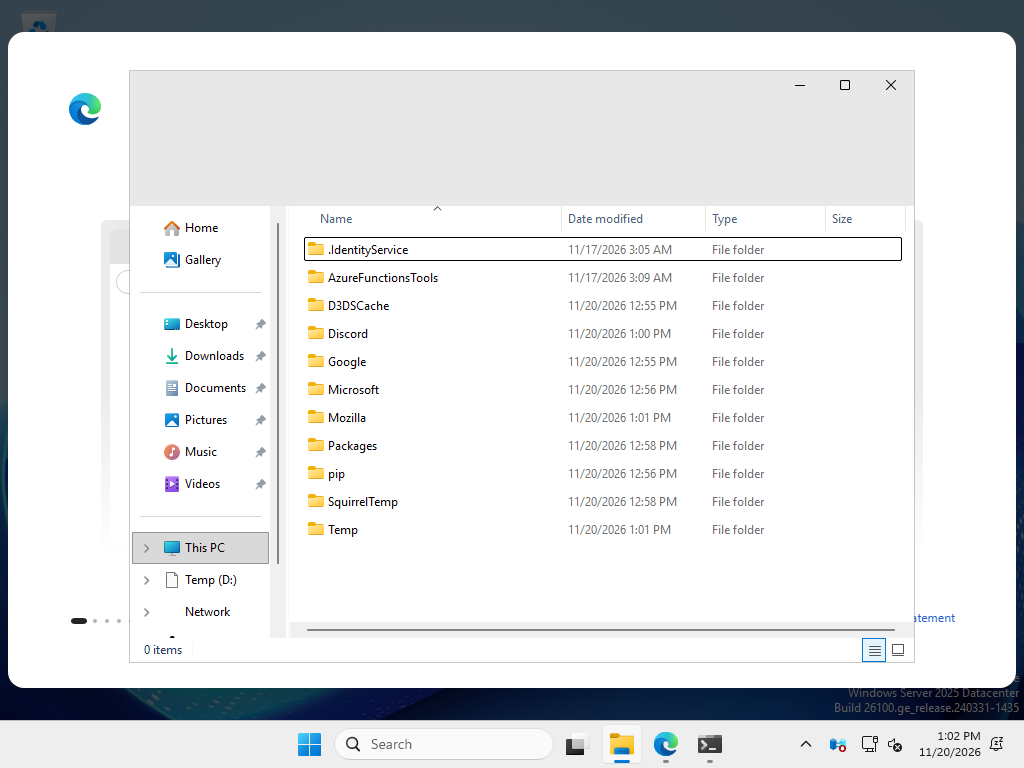 Name Date modified Type Size
Home
Gallery
.IdentityService 11/17/2026 3:05 AM File folder
AzureFunctionsTools 11/17/2026 3:09 AM File folder
D3DSCache 11/20/2026 12:55 PM File folder
Desktop
Discord 11/20/2026 1:00 PM File folder
Downloads
Google 11/20/2026 12:55 PM File folder
Documents
Microsoft 11/20/2026 12:56 PM File folder
Pictures
Mozilla 11/20/2026 1:01 PM File folder
Music
Packages 11/20/2026 12:58 PM File folder
Videos
pip 11/20/2026 12:56 PM File folder
SquirrelTemp 11/20/2026 12:58 PM File folder
Temp 11/20/2026 1:01 PM File folder
This PC
Temp (D:)
Network
atement
0 items
Windows Server 2025 Datacenter
Build 26100.ge_release.240331-1435
Search
1:02 PM
11/20/2026